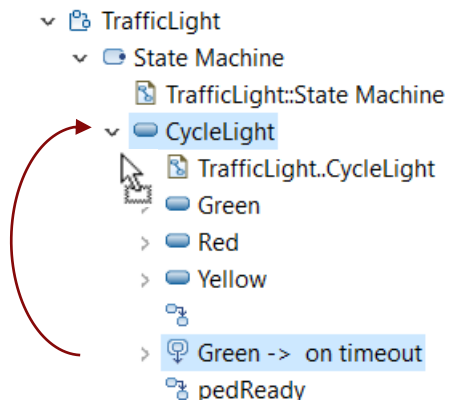 TrafficLight
State Machine
TrafficLight::State Machine
CycleLight
TrafficLight..CycleLight
Green
Red
Yellow
Green -> on timeout
pedReady